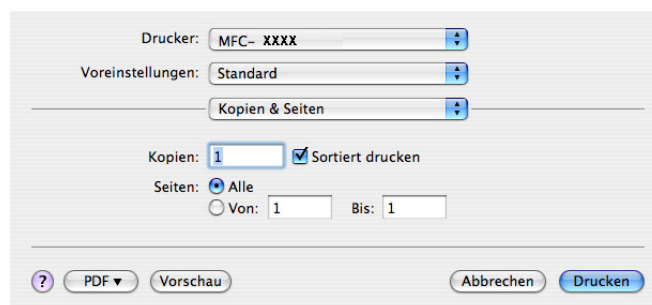 Drucker: MFC- XXXX
Voreinstellungen: Standard
Kopien & Seiten
Kopien: 1 Sortiert drucken
Seiten: Alle
Von: 1 Bis: 1
? PDF ▼ Vorschau Abbrechen Drucken